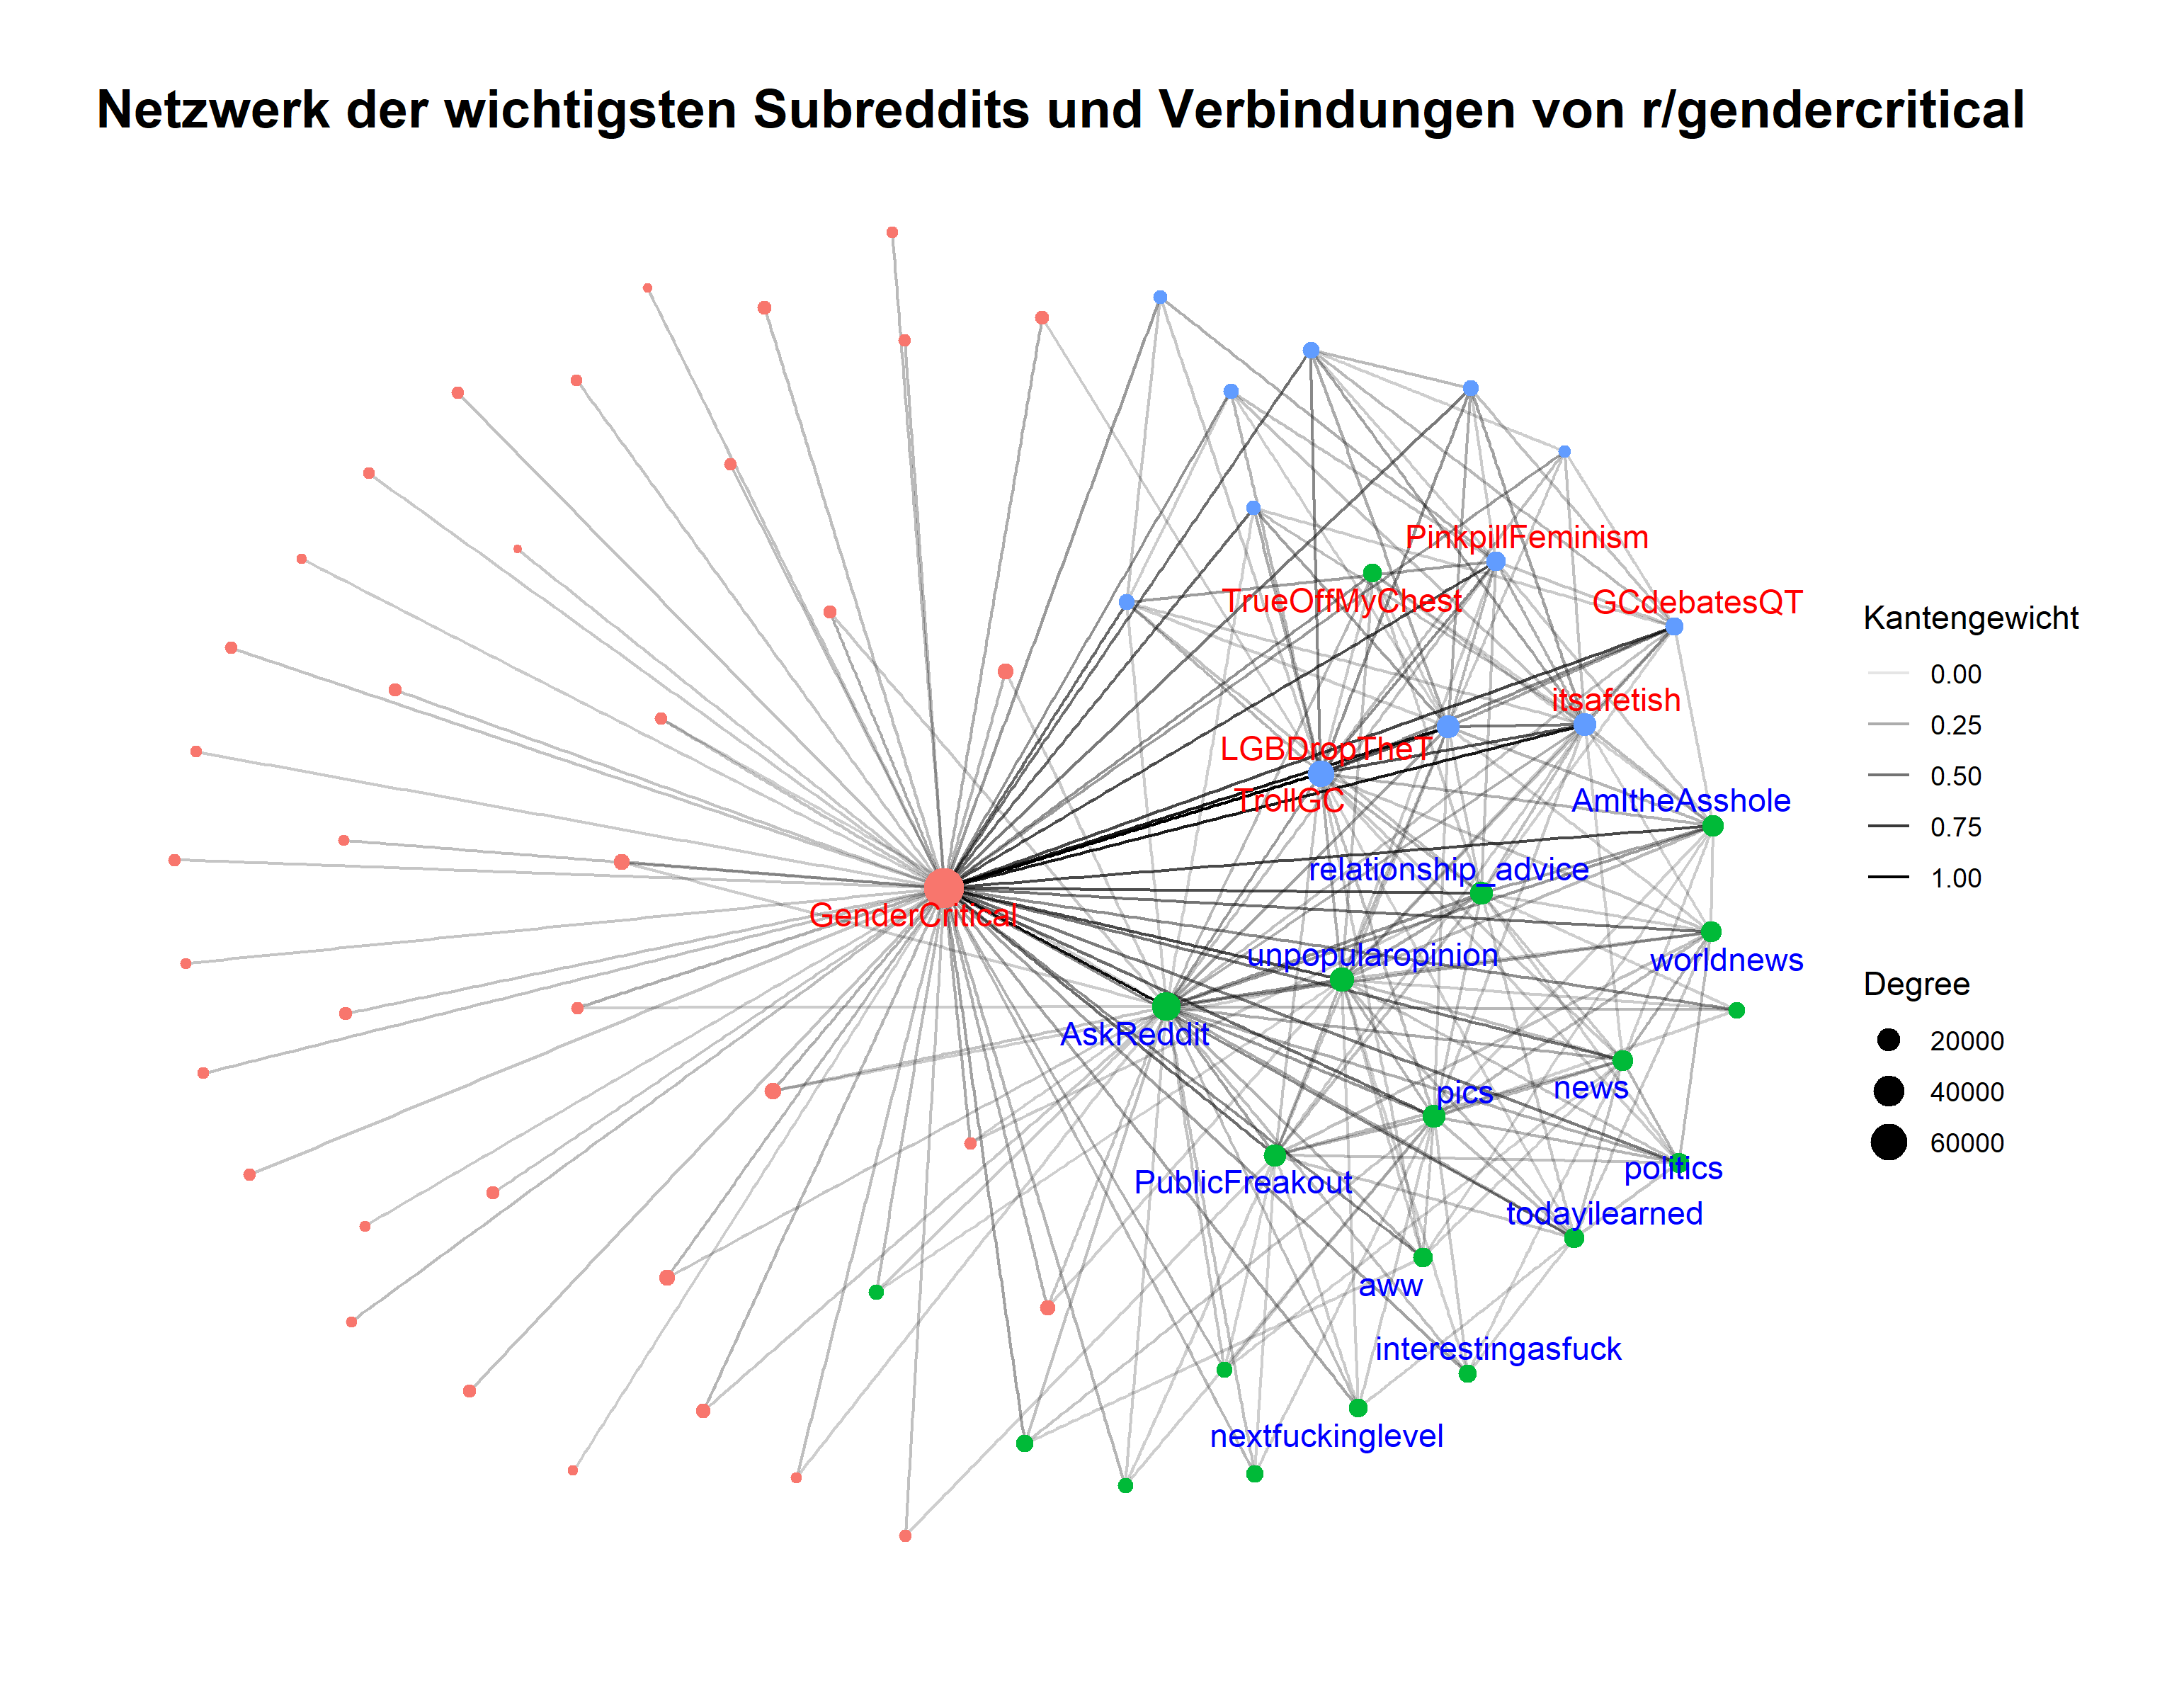 Netzwerk der wichtigsten Subreddits und Verbindungen von r/gendercritical
PinkpillFeminism
TrueOffMyChest
GCdebatesQT
itsafetish
LGBDropTheT
TrollGC
AmItheAsshole
relationship_advice
GenderCritical
unpopularopinion
worldnews
AskReddit
pics
news
PublicFreakout
politics
todayilearned
aww
interestingasfuck
nextfuckinglevel
Kantengewicht
0.00
0.25
0.50
0.75
1.00
Degree
20000
40000
60000